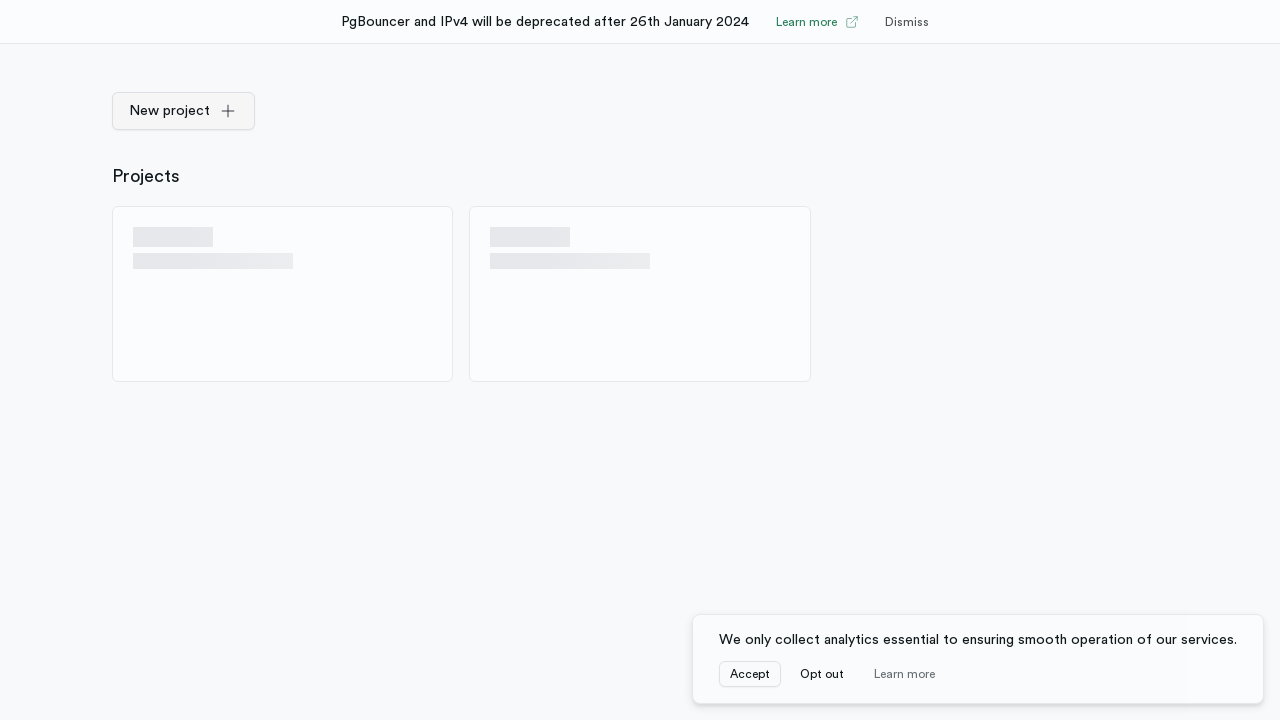 PgBouncer and IPv4 will be deprecated after 26th January 2024 Learn more Dismiss
New project
Projects
We only collect analytics essential to ensuring smooth operation of our services.
Accept Opt out Learn more